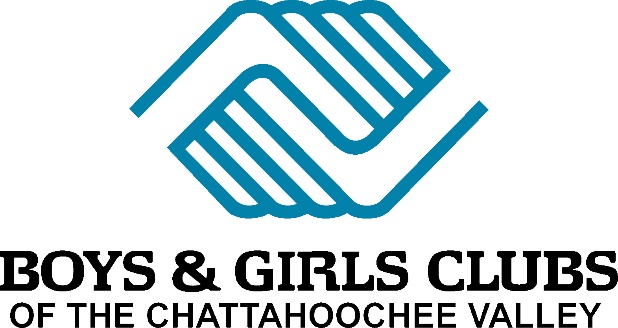 BOYS & GIRLS CLUBS
OF THE CHATTAHOOCHEE VALLEY